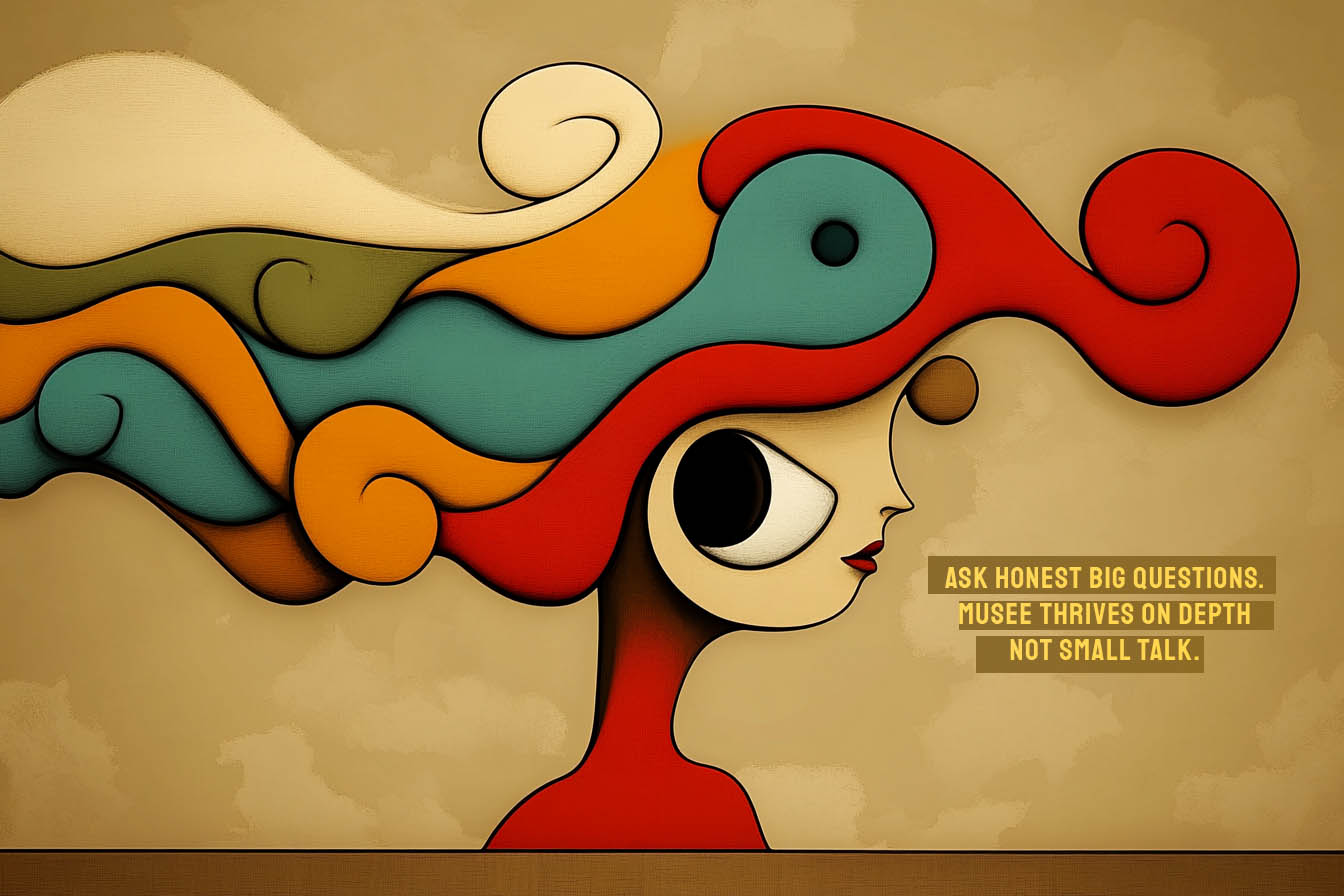 ASK HONEST BIG QUESTIONS.
MUSEE THRIVES ON DEPTH
NOT SMALL TALK.